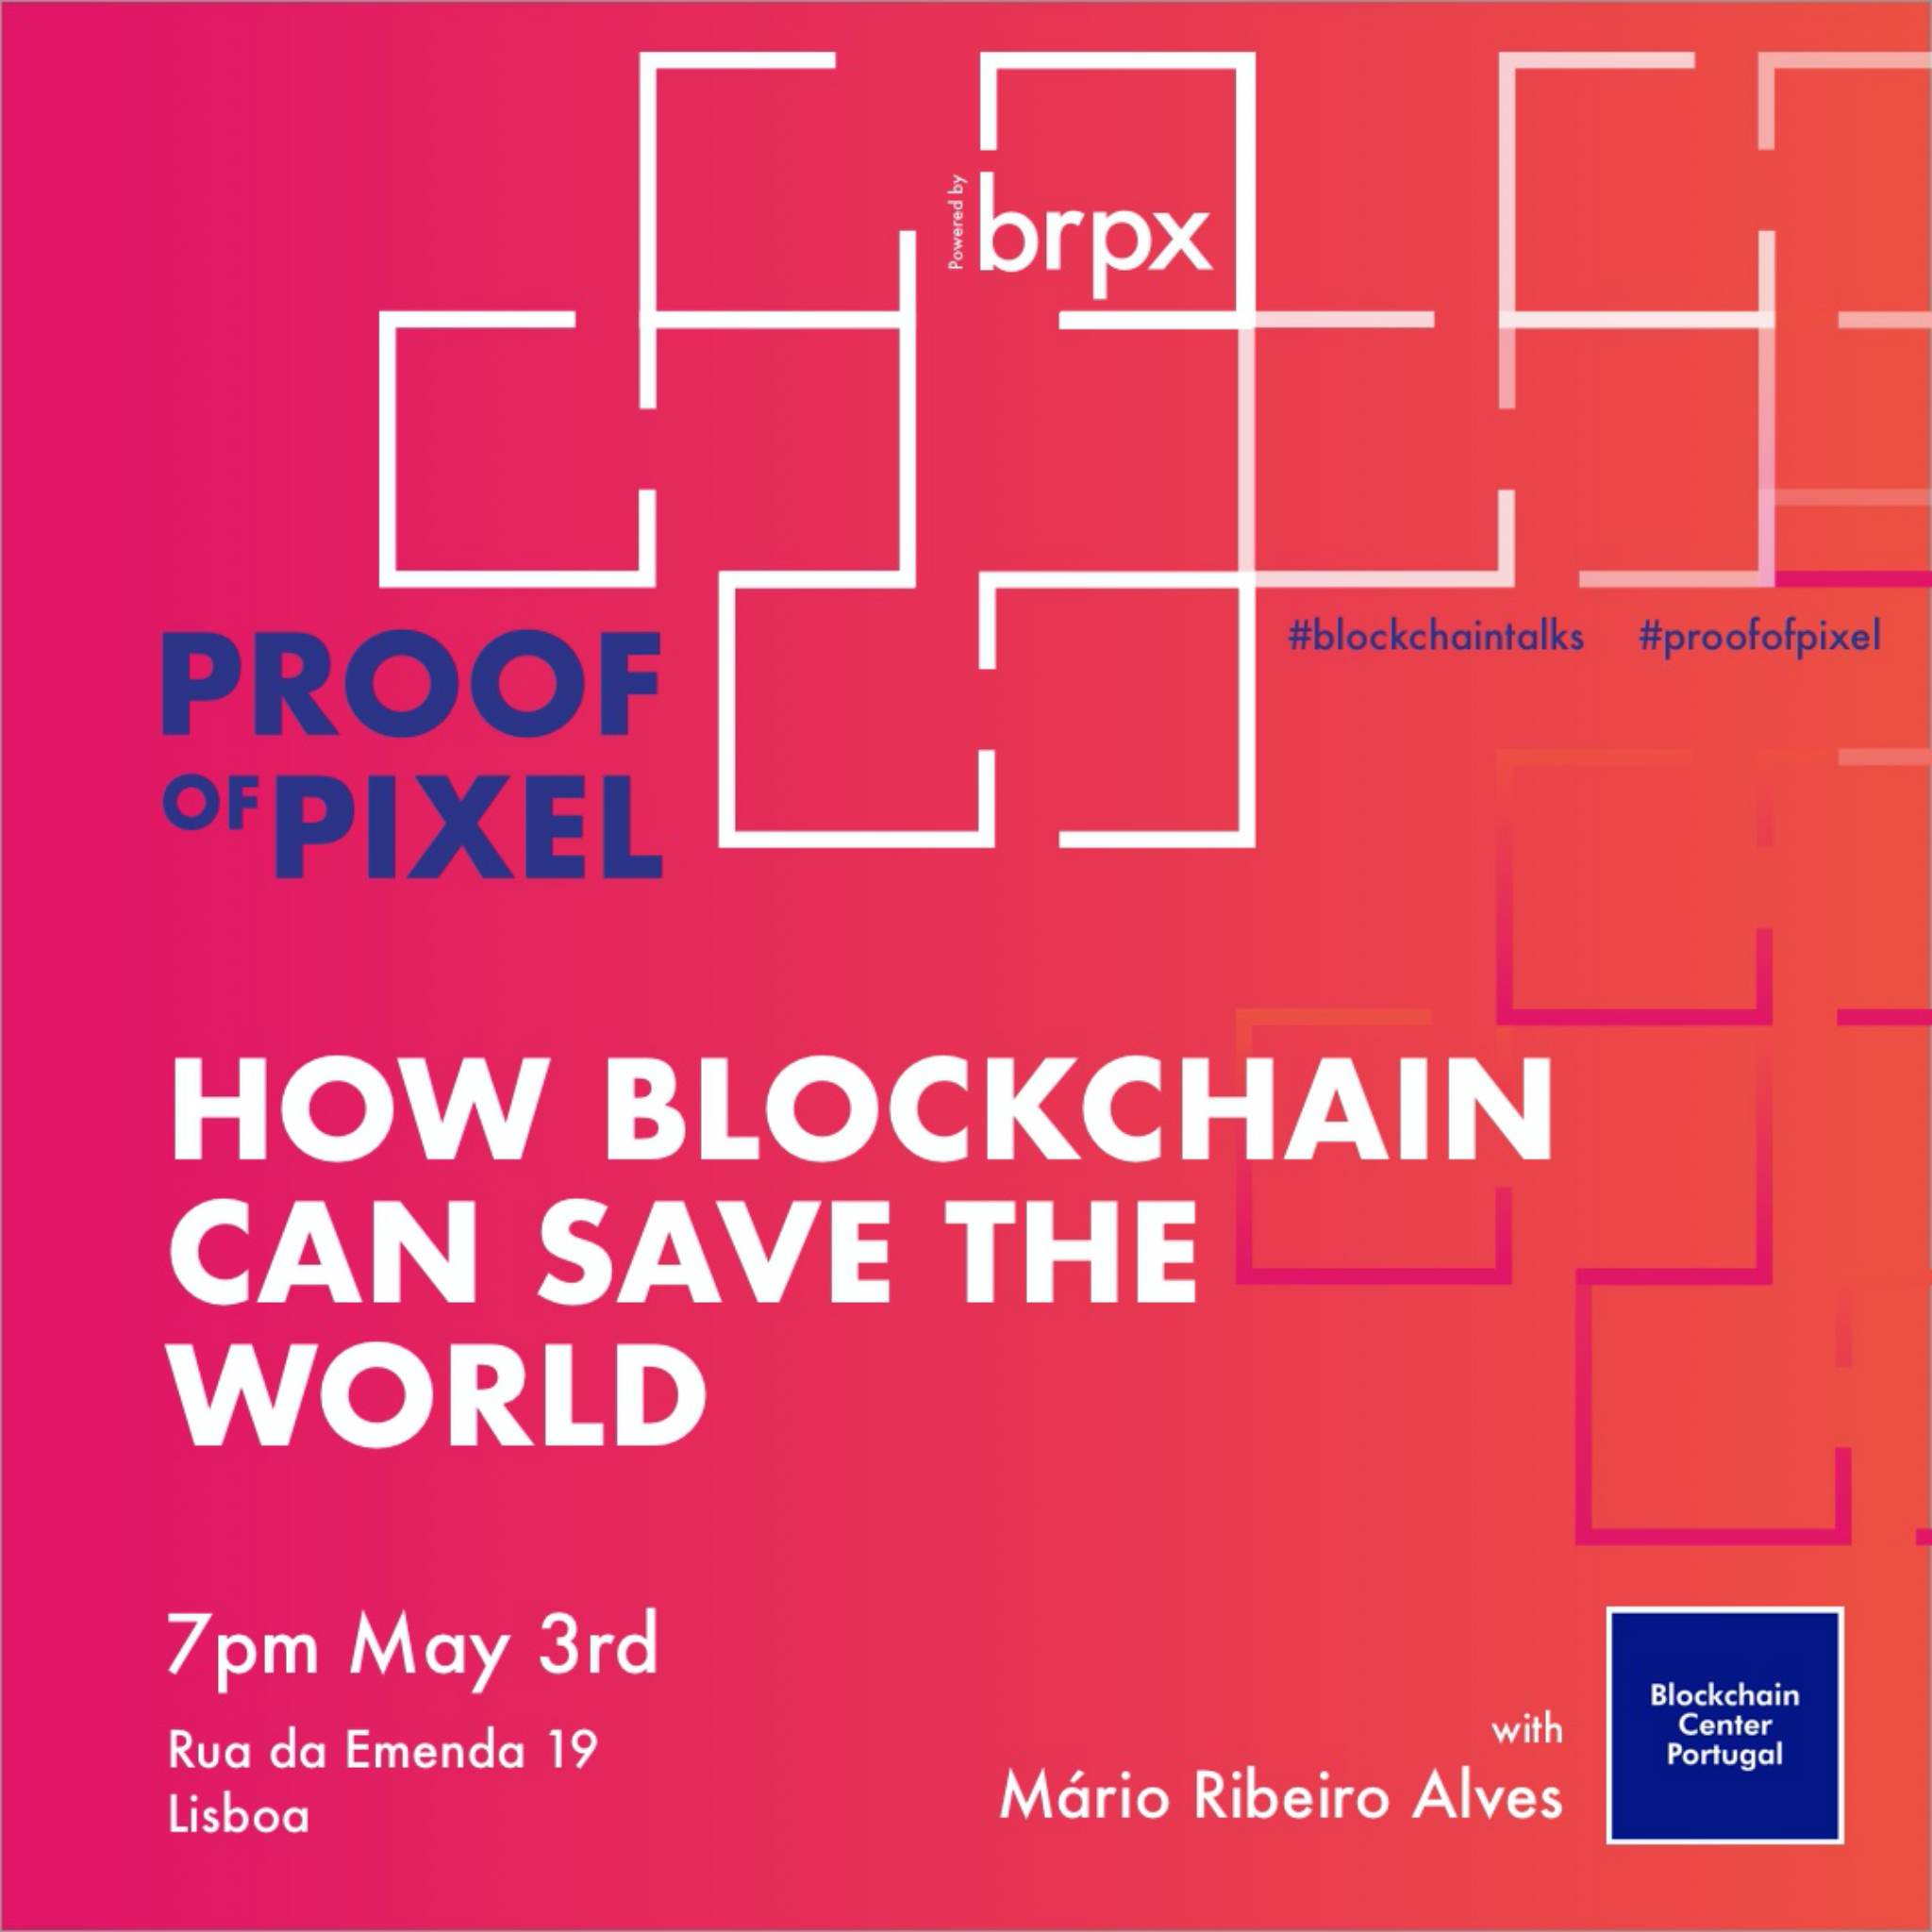 Powered by
brpx
#blockchaintalks #proofofpixel
PROOF
OF PIXEL
HOW BLOCKCHAIN
CAN SAVE THE
WORLD
7pm May 3rd
Rua da Emenda 19
Lisboa
with
Mário Ribeiro Alves
Blockchain
Center
Portugal